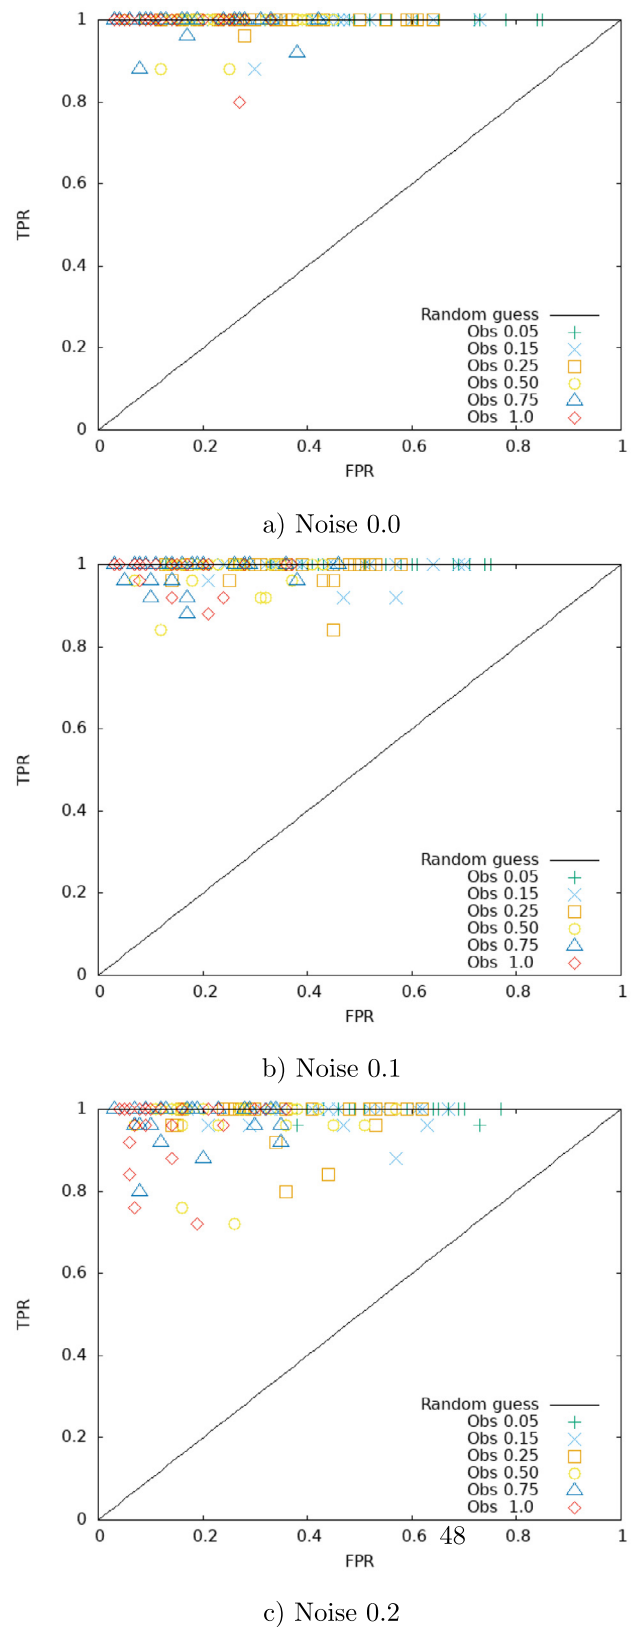 1
0.8
0.6
TPR
0.4
Random guess
Obs 0.05
Obs 0.15
0.2
Obs 0.25
Obs 0.50
Obs 0.75
Obs 1.0
0
0 0.2 0.4 0.6 0.8 1
FPR
a) Noise 0.0
1
0.8
0.6
TPR
0.4
Random guess
Obs 0.05
Obs 0.15
0.2
Obs 0.25
Obs 0.50
Obs 0.75
Obs 1.0
0
0 0.2 0.4 0.6 0.8 1
FPR
b) Noise 0.1
1
0.8
0.6
TPR
0.4
Random guess
Obs 0.05
Obs 0.15
0.2
Obs 0.25
Obs 0.50
Obs 0.75
Obs 1.0
0
0 0.2 0.4 0.6 48 0.8 1
FPR
c) Noise 0.2